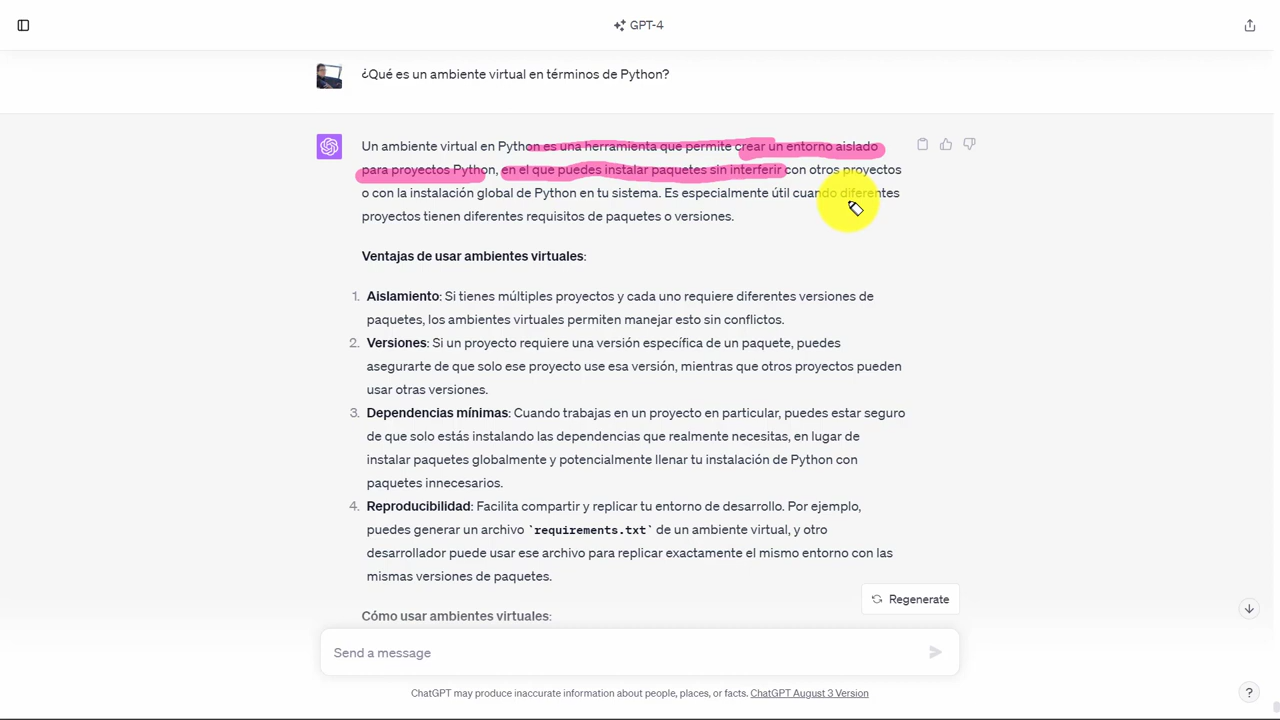 GPT-4
¿Qué es un ambiente virtual en términos de Python?
Un ambiente virtual en Python es una herramienta que permite crear un entorno aislado
para proyectos Python, en el que puedes instalar paquetes sin interferir con otros proyectos
o con la instalación global de Python en tu sistema. Es especialmente útil cuando diferentes
proyectos tienen diferentes requisitos de paquetes o versiones.
Ventajas de usar ambientes virtuales:
1. Aislamiento: Si tienes múltiples proyectos y cada uno requiere diferentes versiones de
paquetes, los ambientes virtuales permiten manejar esto sin conflictos.
2. Versiones: Si un proyecto requiere una versión específica de un paquete, puedes
asegurarte de que solo ese proyecto use esa versión, mientras que otros proyectos pueden
usar otras versiones.
3. Dependencias mínimas: Cuando trabajas en un proyecto en particular, puedes estar seguro
de que solo estás instalando las dependencias que realmente necesitas, en lugar de
instalar paquetes globalmente y potencialmente llenar tu instalación de Python con
paquetes innecesarios.
4. Reproducibilidad: Facilita compartir y replicar tu entorno de desarrollo. Por ejemplo,
puedes generar un archivo `requirements.txt` de un ambiente virtual, y otro
desarrollador puede usar ese archivo para replicar exactamente el mismo entorno con las
mismas versiones de paquetes.
Regenerate
Cómo usar ambientes virtuales:
Send a message
ChatGPT may produce inaccurate information about people, places, or facts. ChatGPT August 3 Version
?